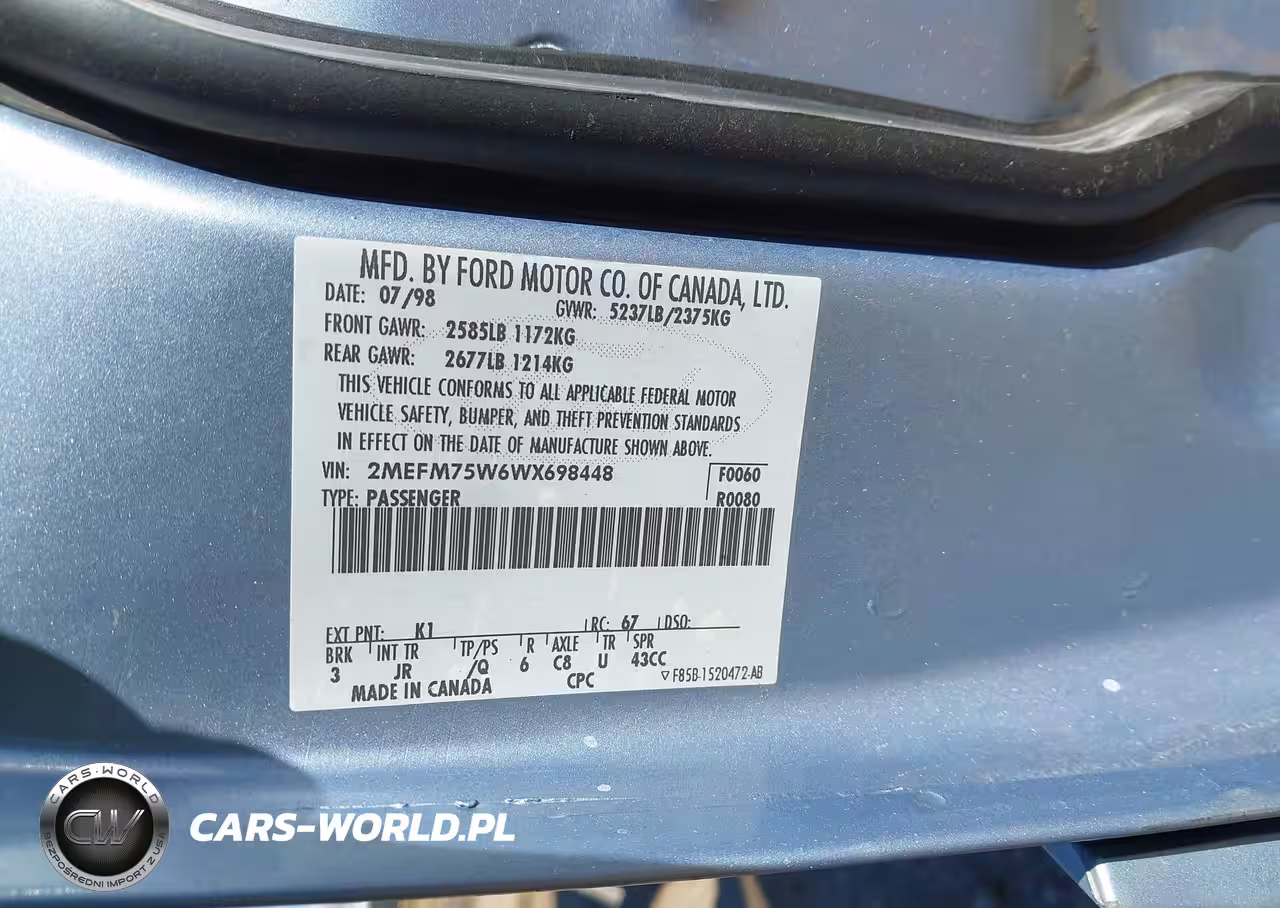 MFD. BY FORD MOTOR CO. OF CANADA, LTD.
DATE: 07/98
GVWR: 5237LB/2375KG
FRONT GAWR: 2585LB 1172KG
REAR GAWR: 2677LB 1214KG
THIS VEHICLE CONFORMS TO ALL APPLICABLE FEDERAL MOTOR
VEHICLE SAFETY, BUMPER, AND THEFT PREVENTION STANDARDS
IN EFFECT ON THE DATE OF MANUFACTURE SHOWN ABOVE.
VIN: 2MEFM75W6WX698448 F0060
TYPE: PASSENGER R0080
EXT PNT: K1 RC: 67 DSO:
BRK INT TR TP/PS R AXLE TR SPR
3 JR /Q 6 C8 U 43CC
MADE IN CANADA CPC ▽F85B-1520472-AB
CARS-WORLD
CW
BEZPOŚREDNI IMPORT Z USA
CARS-WORLD.PL